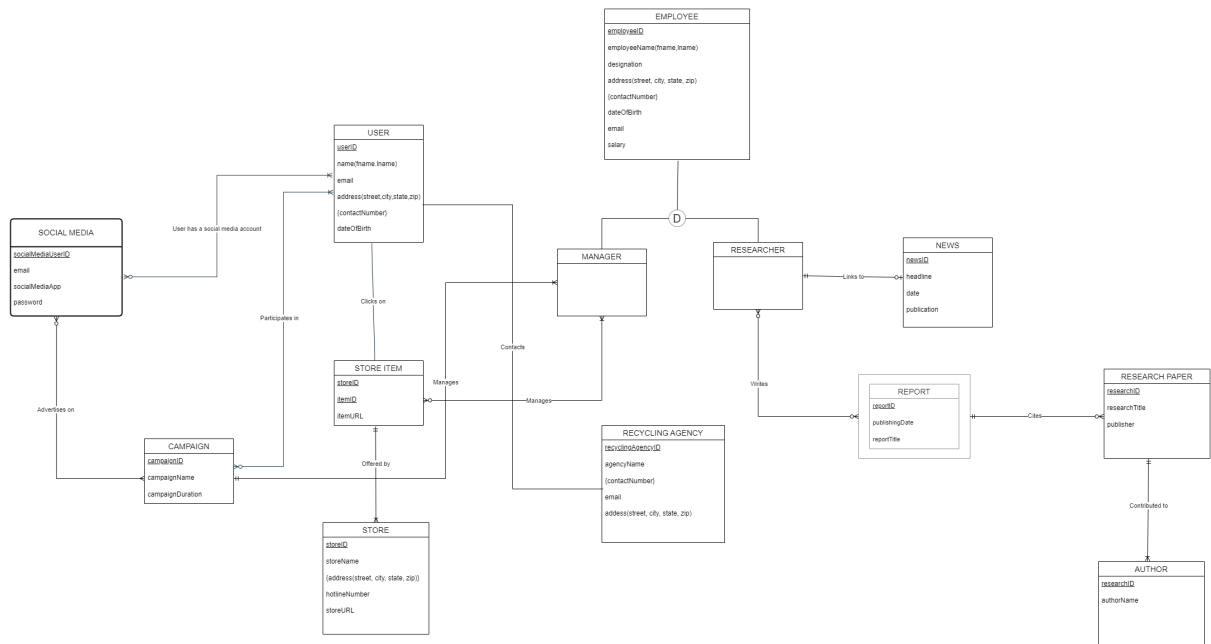 EMPLOYEE
employeeID
employeeName(fname,lname)
designation
address(street, city, state, zip)
{contactNumber}
dateOfBirth
email
salary
USER
userID
name(fname.lname)
email
address(street,city,state,zip)
{contactNumber}
dateOfBirth
SOCIAL MEDIA
socialMediaUserID
email
socialMediaApp
password
User has a social media account
D
MANAGER
RESEARCHER
NEWS
newsID
headline
date
publication
Links to
Clicks on
Participates in
Contacts
STORE ITEM
storeID
itemID
itemURL
Manages
Manages
Writes
REPORT
reportID
publishingDate
reportTitle
Cites
RESEARCH PAPER
researchID
researchTitle
publisher
Advertises on
CAMPAIGN
campaignID
campaignName
campaignDuration
Offered by
RECYCLING AGENCY
recyclingAgencyID
agencyName
{contactNumber}
email
addess(street, city, state, zip)
Contributed to
STORE
storeID
storeName
{address(street, city, state, zip)}
hotlineNumber
storeURL
AUTHOR
researchID
authorName